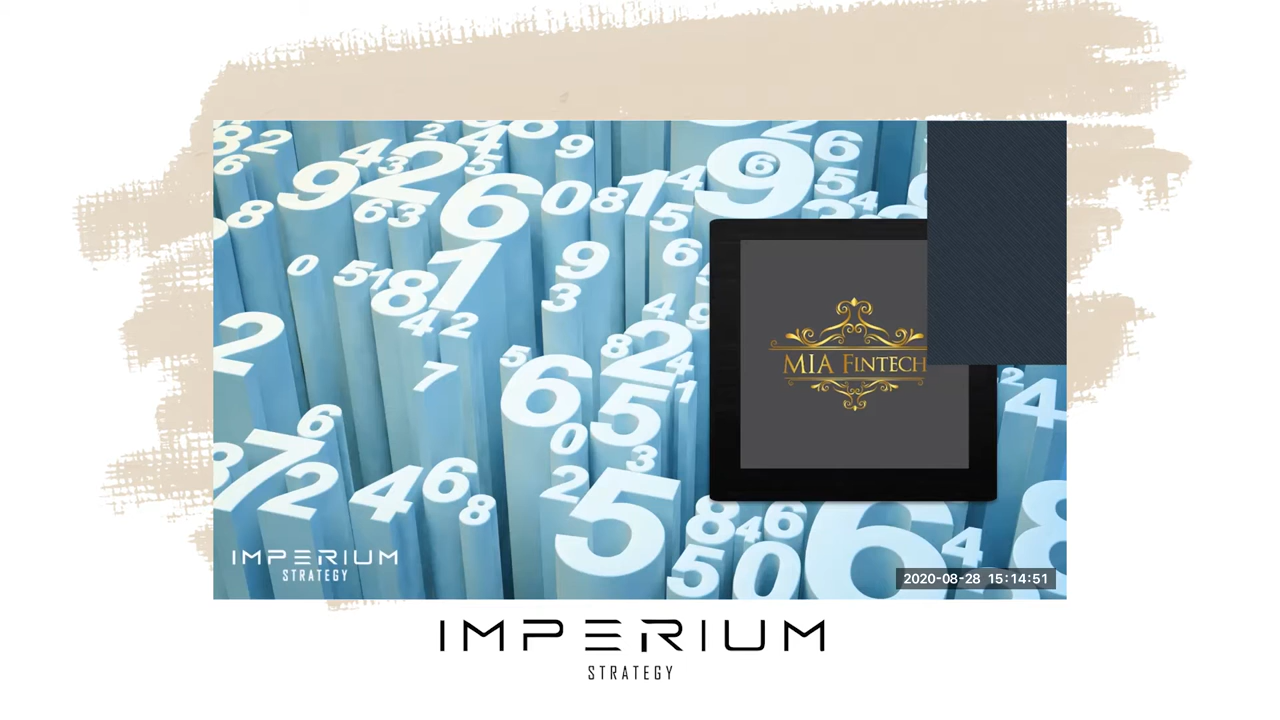 MIA FINTECH
IMPERIUM
STRATEGY
2020-08-28 15:14:51
IMPERIUM
STRATEGY